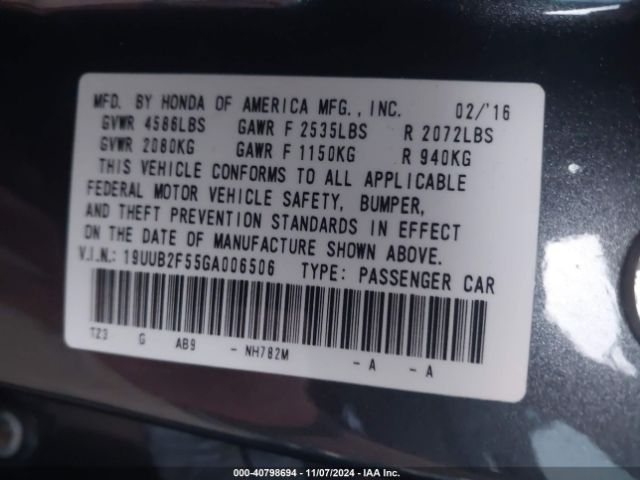 MFD. BY HONDA OF AMERICA MFG., INC. 02/'16
GVWR 4586LBS GAWR F 2535LBS R 2072LBS
GVWR 2080KG GAWR F 1150KG R 940KG
THIS VEHICLE CONFORMS TO ALL APPLICABLE
FEDERAL MOTOR VEHICLE SAFETY, BUMPER,
AND THEFT PREVENTION STANDARDS IN EFFECT
ON THE DATE OF MANUFACTURE SHOWN ABOVE.
V.I.N.: 19UUB2F55GA006506 TYPE: PASSENGER CAR
TZ3 G AB9 - NH782M - A - A
000-40798694 - 11/07/2024 - IAA Inc.